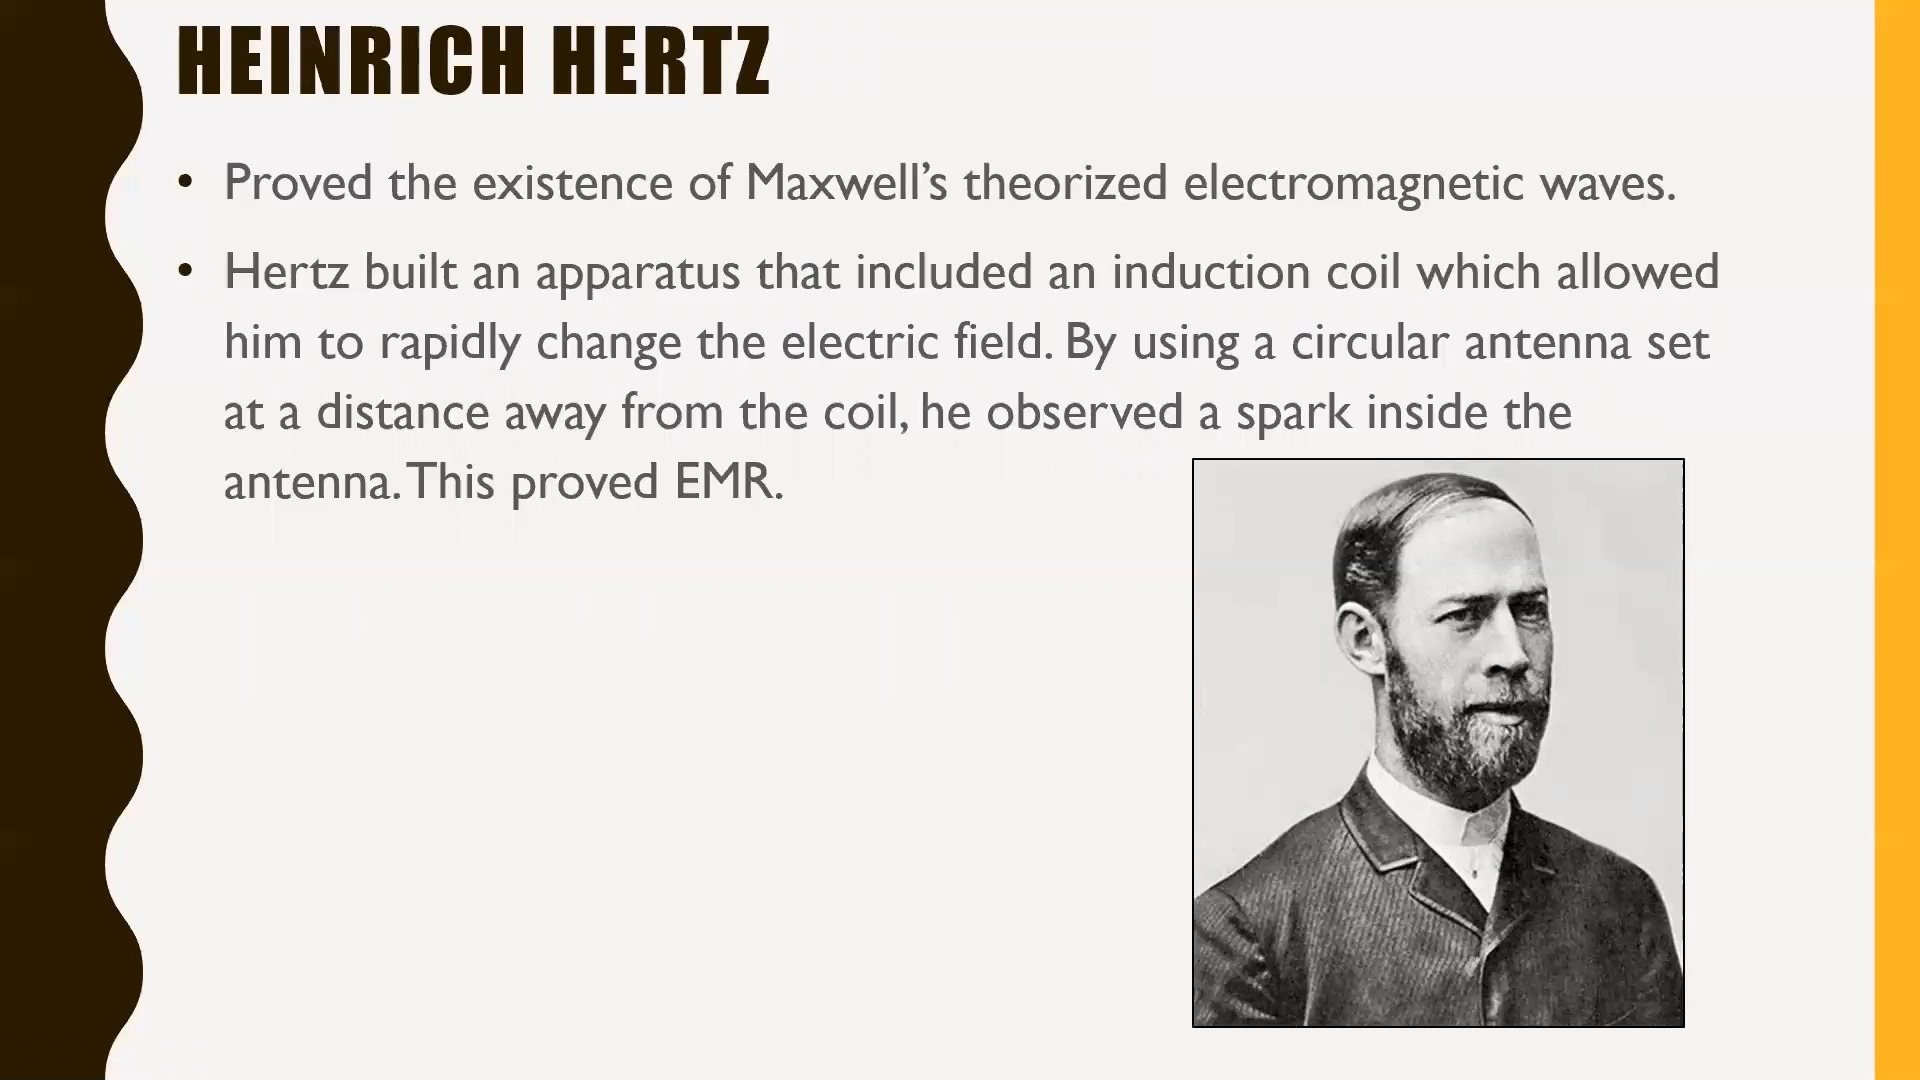 HEINRICH HERTZ
• Proved the existence of Maxwell's theorized electromagnetic waves.
• Hertz built an apparatus that included an induction coil which allowed
him to rapidly change the electric field. By using a circular antenna set
at a distance away from the coil, he observed a spark inside the
antenna. This proved EMR.